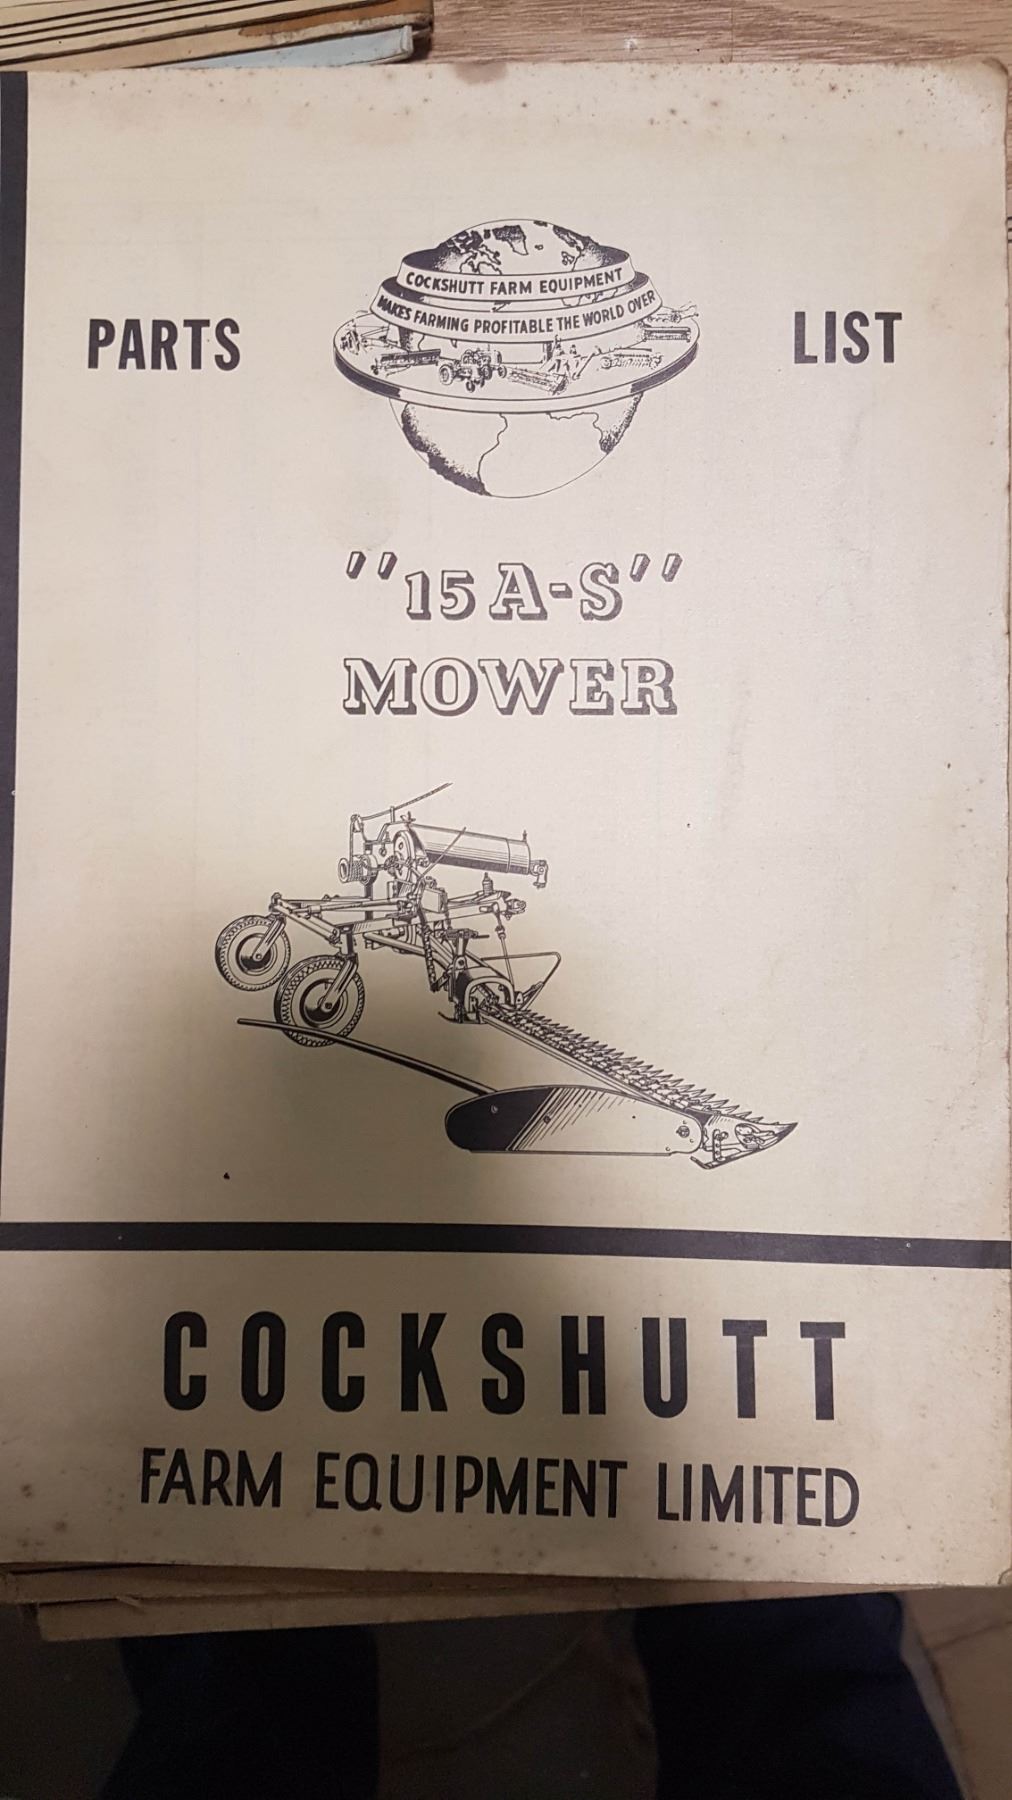 COCKSHUTT FARM EQUIPMENT
MAKES FARMING PROFITABLE THE WORLD OVER
PARTS LIST
"15 A-S"
MOWER
COCKSHUTT
FARM EQUIPMENT LIMITED